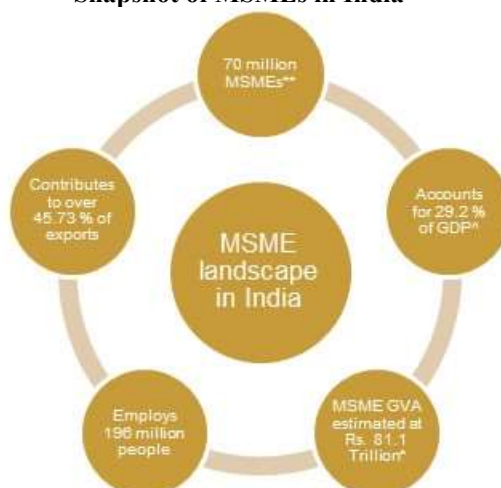 Snapshot of MSMEs in India
70 million
MSMEs**
Accounts
for 29.2 %
of GDP^
MSME GVA
estimated at
Rs. 81.1
Trillion*
Employs
196 million
people
Contributes
to over
45.73 % of
exports
MSME
landscape
in India